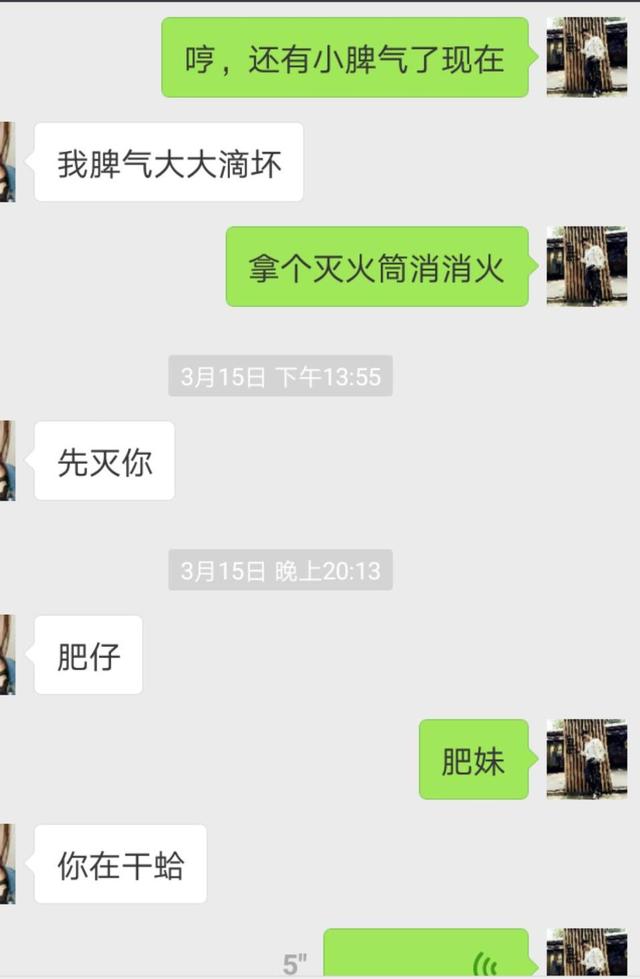 哼，还有小脾气了现在
我脾气大大滴坏
拿个灭火筒消消火
3月15日 下午13:55
先灭你
3月15日 晚上20:13
肥仔
肥妹
你在干蛤
5"